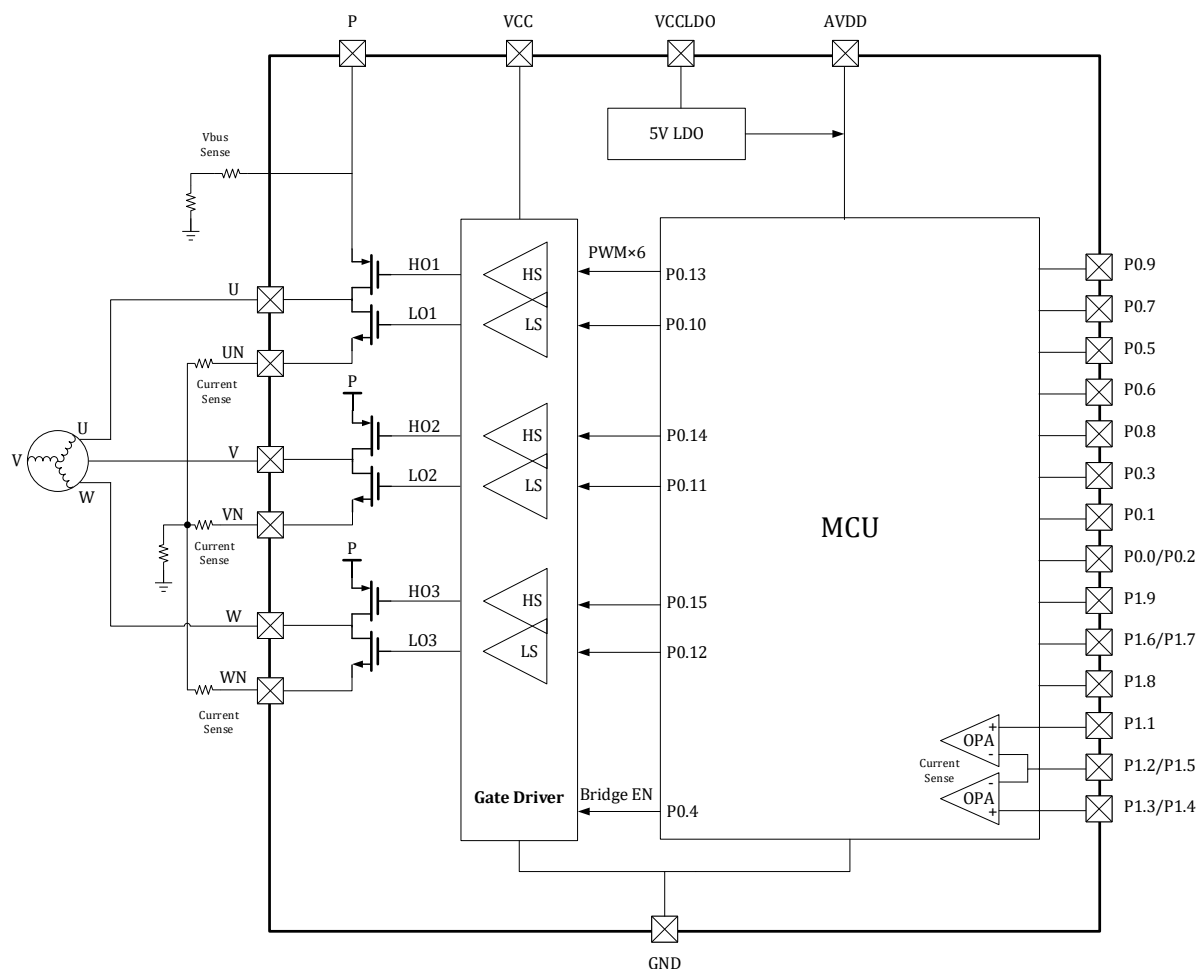 P
VCC
VCCLDO
AVDD
5V LDO
Vbus
Sense
PWM×6
HO1
HS
P0.13
P0.9
U
P0.7
LO1
LS
P0.10
P0.5
UN
Current
Sense
P
P0.6
U
HO2
HS
P0.14
P0.8
V
V
P0.3
W
LO2
LS
P0.11
VN
P0.1
MCU
Current
Sense
P
P0.0/P0.2
HO3
HS
P0.15
P1.9
W
P1.6/P1.7
LO3
LS
P0.12
WN
P1.8
Current
Sense
P1.1
+
OPA
-
Current
Sense
P1.2/P1.5
-
OPA
+
Gate Driver
Bridge EN
P0.4
P1.3/P1.4
GND